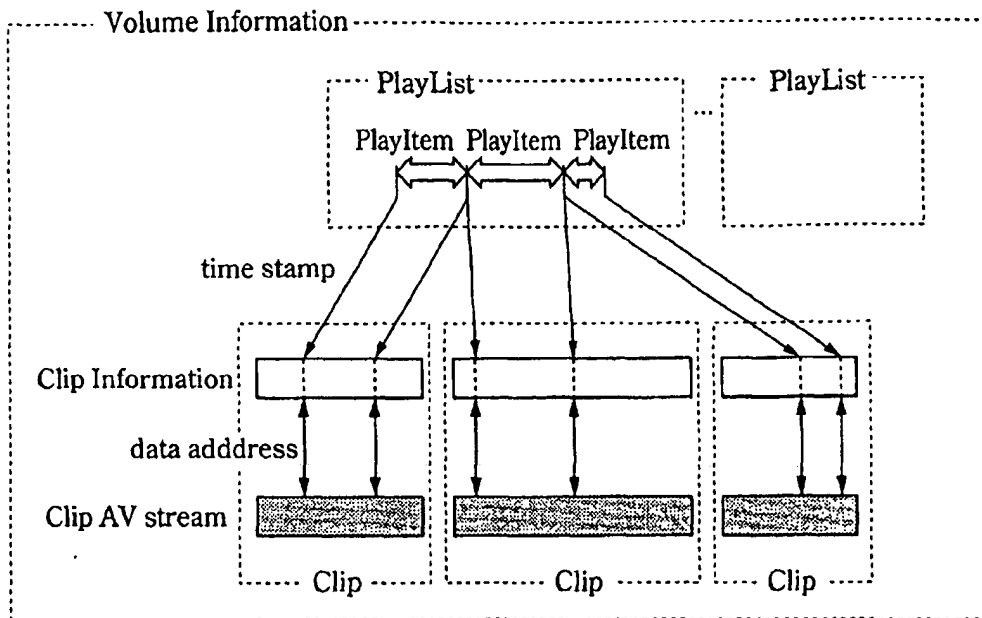 Volume Information
PlayList
...
PlayList
PlayItem PlayItem PlayItem
time stamp
Clip Information
data adddress
Clip AV stream
Clip
Clip
Clip